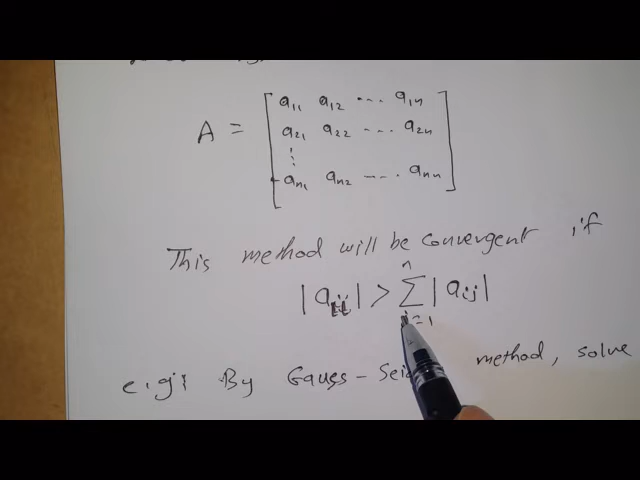 A = [ a11 a12 ... a1n
a21 a22 ... a2n
⋮
an1 an2 ... ann ]
This method will be convergent , if
|aii| > n∑=1 |aij|
e.g: By Gauss - method, solve